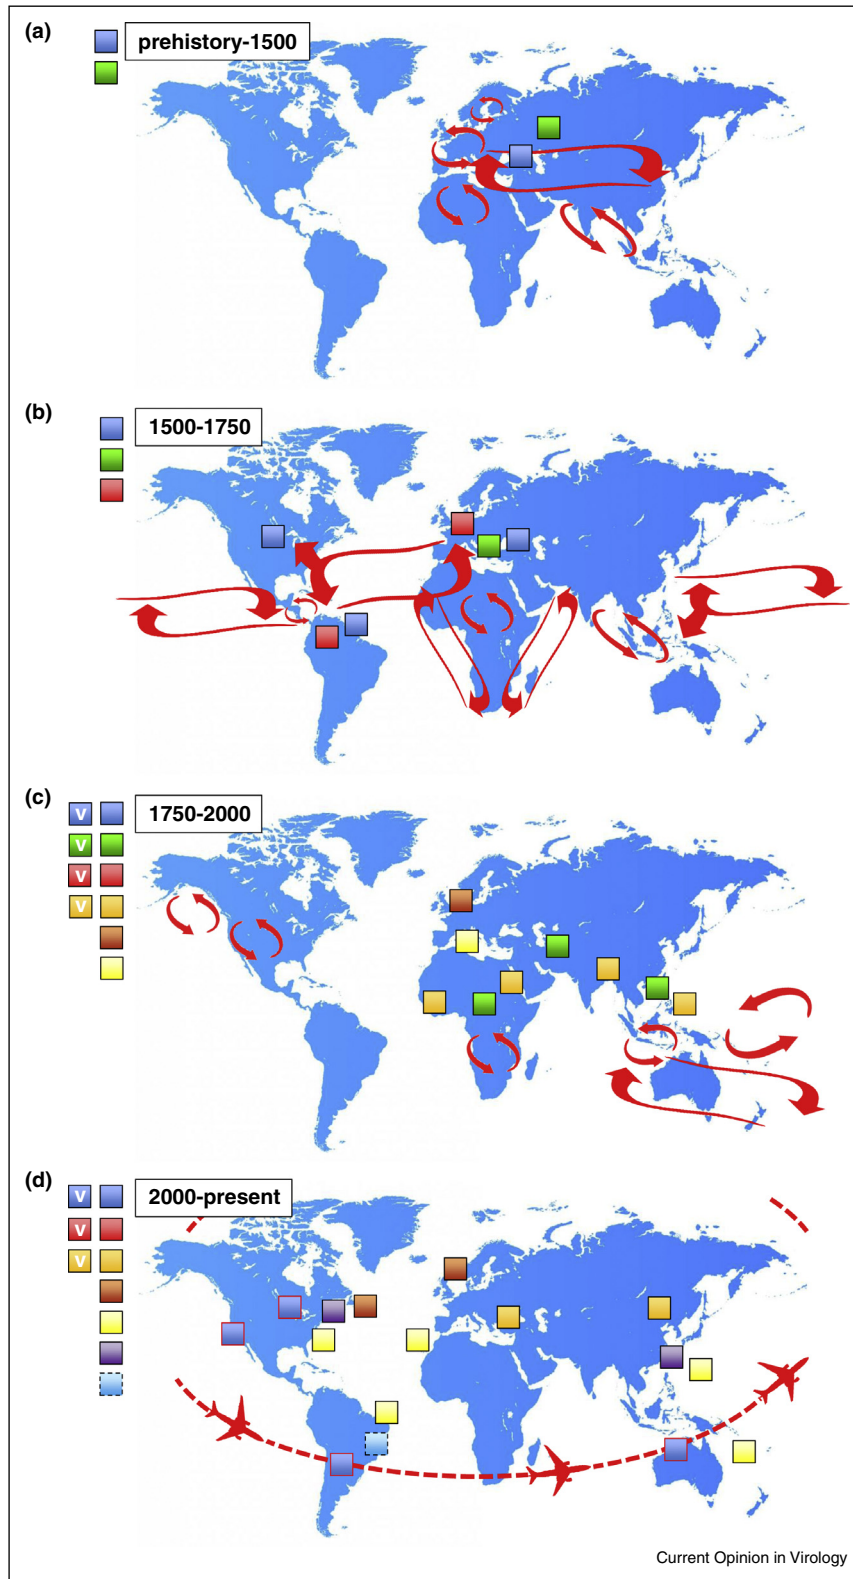 (a)
prehistory-1500
(b)
1500-1750
(c)
V
1750-2000
V
V
V
(d)
V
2000-present
V
V
Current Opinion in Virology